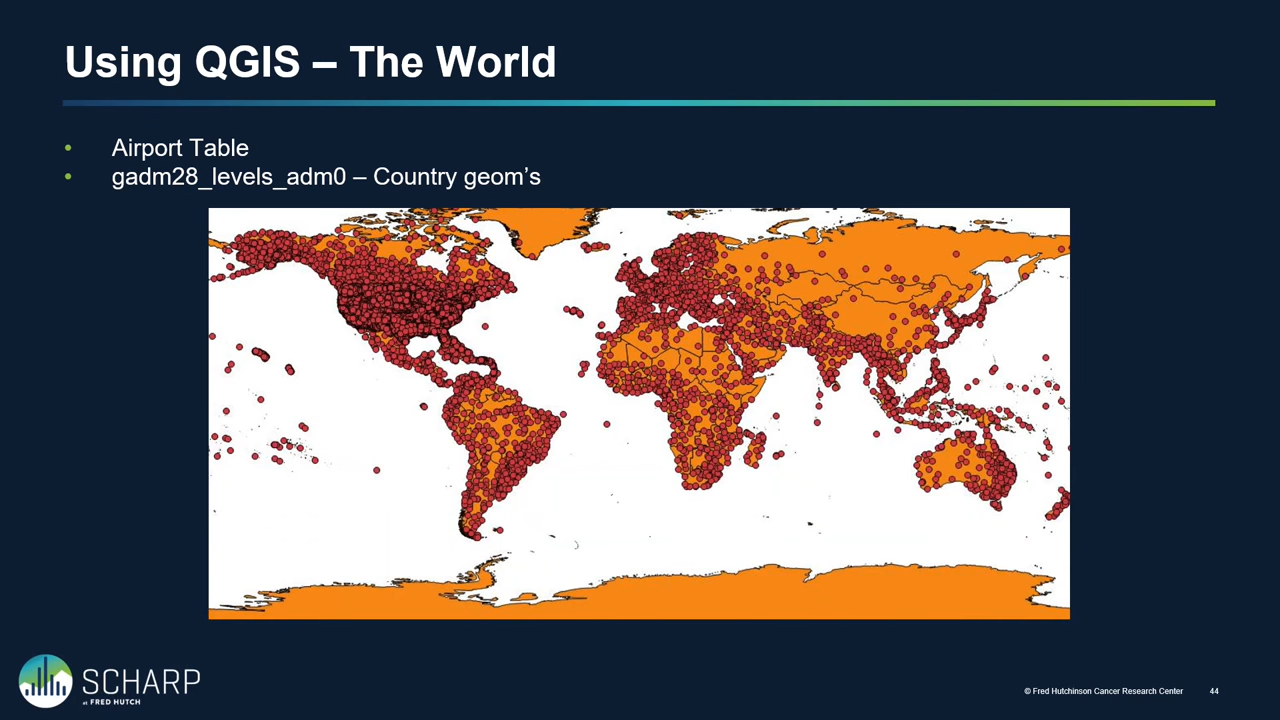 Using QGIS – The World
• Airport Table
• gadm28_levels_adm0 – Country geom’s
SCHARP
at FRED HUTCH
© Fred Hutchinson Cancer Research Center 44